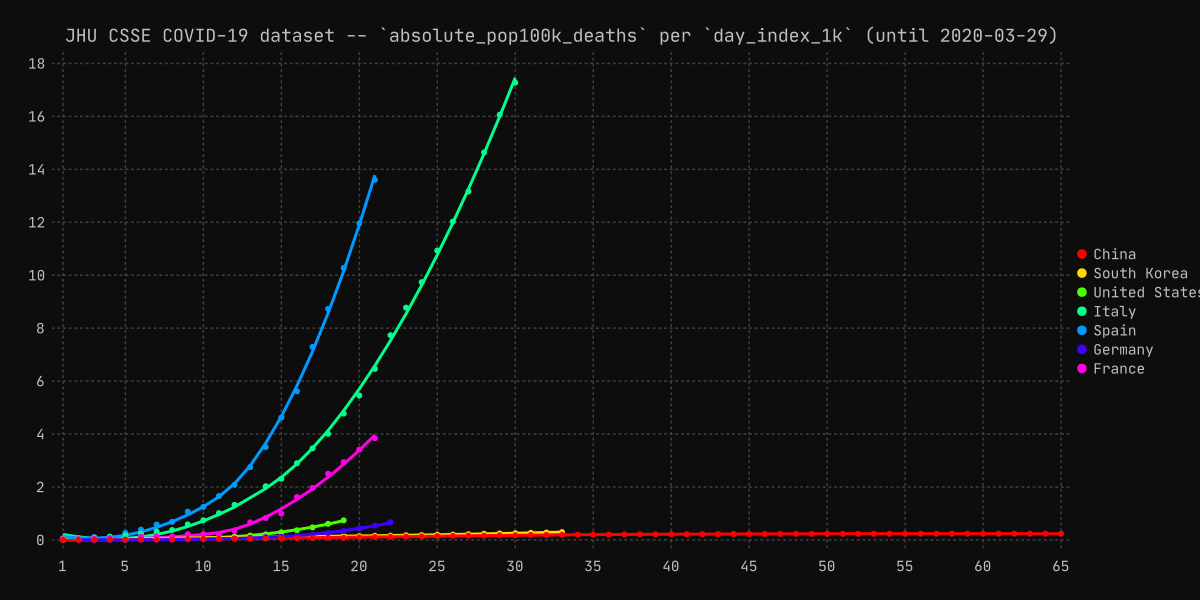 JHU CSSE COVID-19 dataset -- `absolute_pop100k_deaths` per `day_index_1k` (until 2020-03-29)
18
16
14
12
10
8
6
4
2
0
1 5 10 15 20 25 30 35 40 45 50 55 60 65
China
South Korea
United States
Italy
Spain
Germany
France